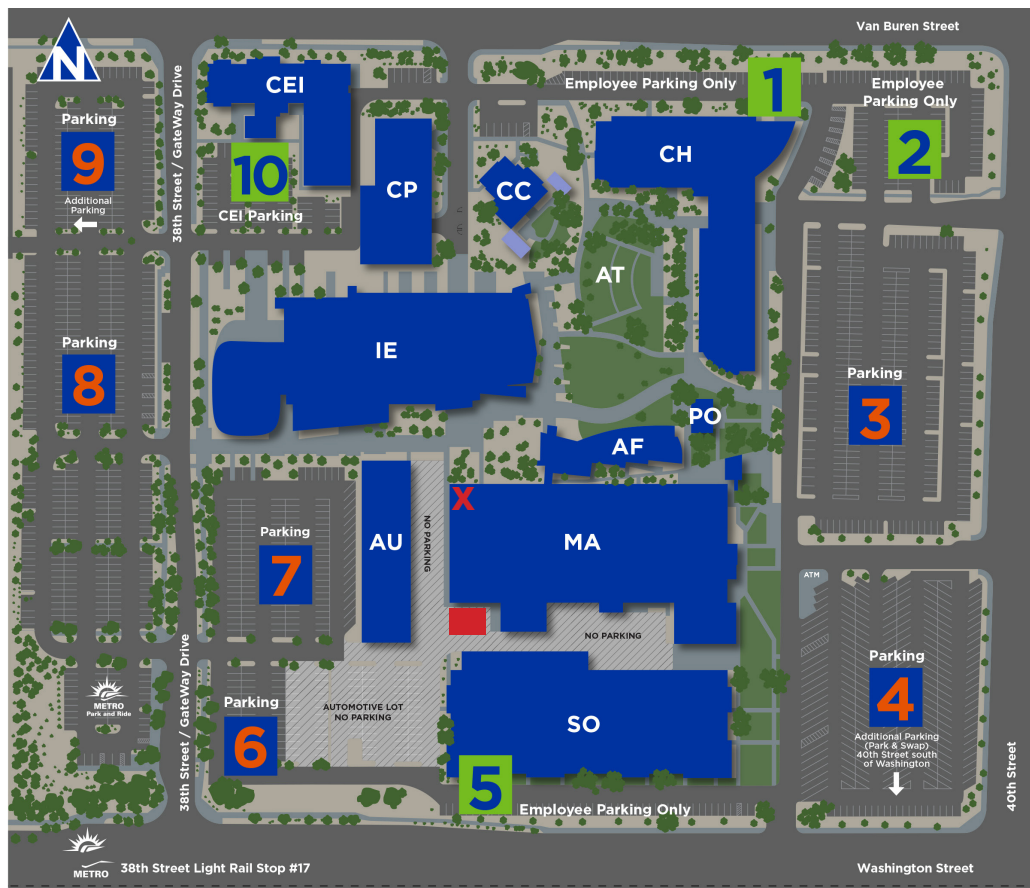 Van Buren Street
N
38th Street / GateWay Drive
CEI
Employee Parking Only
1
Employee
Parking Only
2
Parking
9
Additional
Parking
10
CEI Parking
CP
CC
CH
AT
Parking
8
IE
Parking
3
PO
AF
X
AU
NO PARKING
MA
Parking
7
ATM
NO PARKING
38th Street / GateWay Drive
METRO
Park and Ride
Parking
6
AUTOMOTIVE LOT
NO PARKING
SO
Parking
4
Additional Parking
(Park & Swap)
40th Street south
of Washington
40th Street
5
Employee Parking Only
METRO
38th Street Light Rail Stop #17
Washington Street